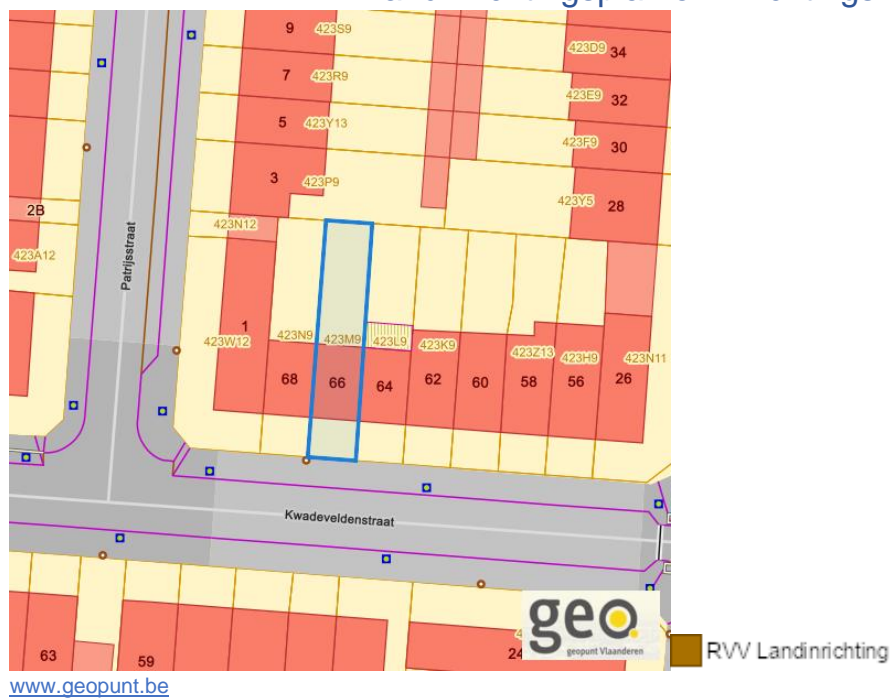 9 423S9
7 423R9
5 423Y13
3 423P9
423D9 34
423E9 32
423F9 30
423Y5 28
2B
423A12
Patrijsstraat
423N12
1
423W12
423N9 423M9 423L9 423K9
423Z13 423H9 423N11
68 66 64 62 60 58 56 26
Kwadeveldenstraat
63
59
24
geo.
geopunt Vlaanderen
RVV Landinrichting
www.geopunt.be